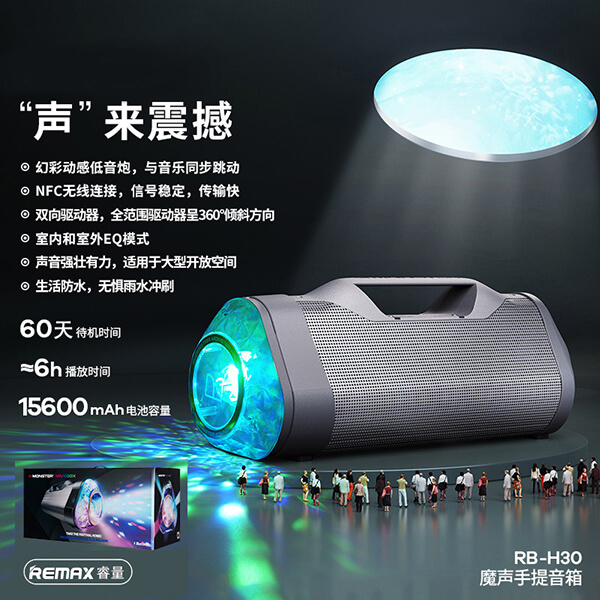 “声”来震撼
幻彩动感低音炮，与音乐同步跳动
NFC无线连接，信号稳定，传输快
双向驱动器，全范围驱动器呈360°倾斜方向
室内和室外EQ模式
声音强壮有力，适用于大型开放空间
生活防水，无惧雨水冲刷
60天 待机时间
≈6h 播放时间
15600mAh 电池容量
MONSTER
REMAX 睿量
RB-H30
魔声手提音箱